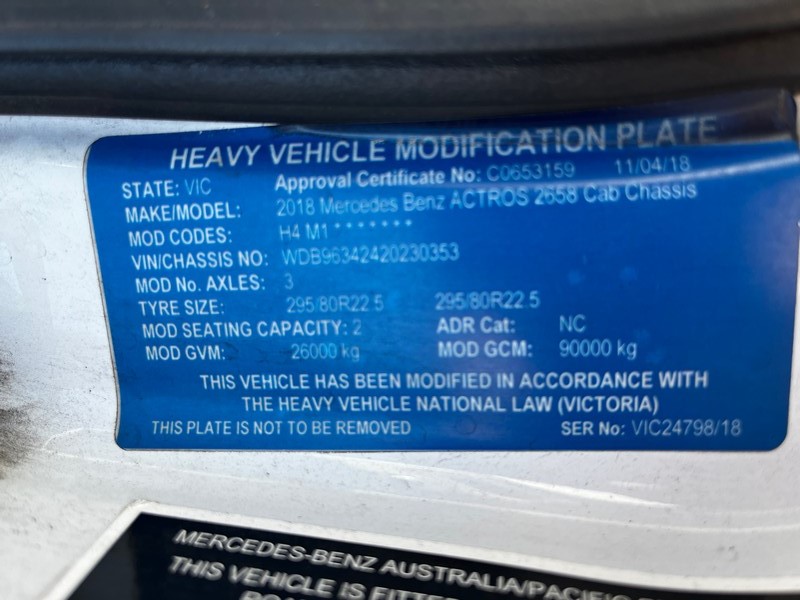 HEAVY VEHICLE MODIFICATION PLATE
STATE: VIC Approval Certificate No: C0653159 11/04/18
MAKE/MODEL: 2018 Mercedes Benz ACTROS 2658 Cab Chassis
MOD CODES: H4 M1 * * * * * * *
VIN/CHASSIS NO: WDB96342420230353
MOD No. AXLES: 3
TYRE SIZE: 295/80R22.5 295/80R22.5
MOD SEATING CAPACITY: 2 ADR Cat: NC
MOD GVM: 26000 kg MOD GCM: 90000 kg
THIS VEHICLE HAS BEEN MODIFIED IN ACCORDANCE WITH
THE HEAVY VEHICLE NATIONAL LAW (VICTORIA)
THIS PLATE IS NOT TO BE REMOVED SER No: VIC24798/18
MERCEDES-BENZ AUSTRALIA/PACIFIC
THIS VEHICLE IS FITTED